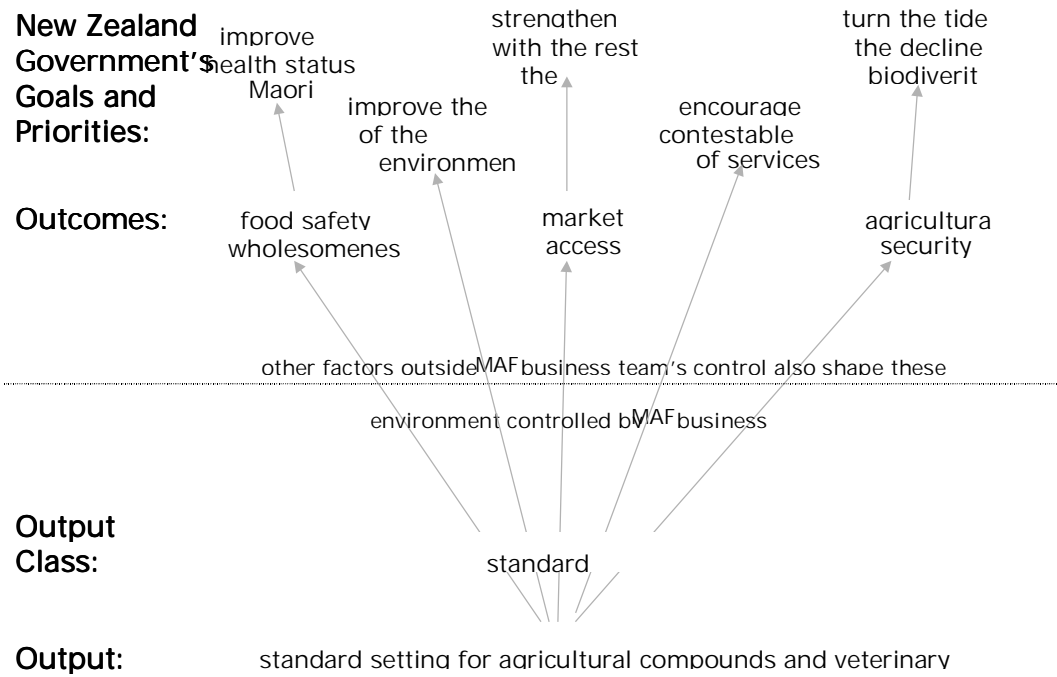 New Zealand
Government's
Goals and
Priorities:
improve
health status
Maori
improve the
of the
environmen
strengthen
with the rest
the
encourage
contestable
of services
turn the tide
the decline
biodiverit
Outcomes:
food safety
wholesomenes
market
access
agricultura
security
other factors outside MAF business team's control also shape these
environment controlled by MAF business
Output
Class:
standard
Output:
standard setting for agricultural compounds and veterinary